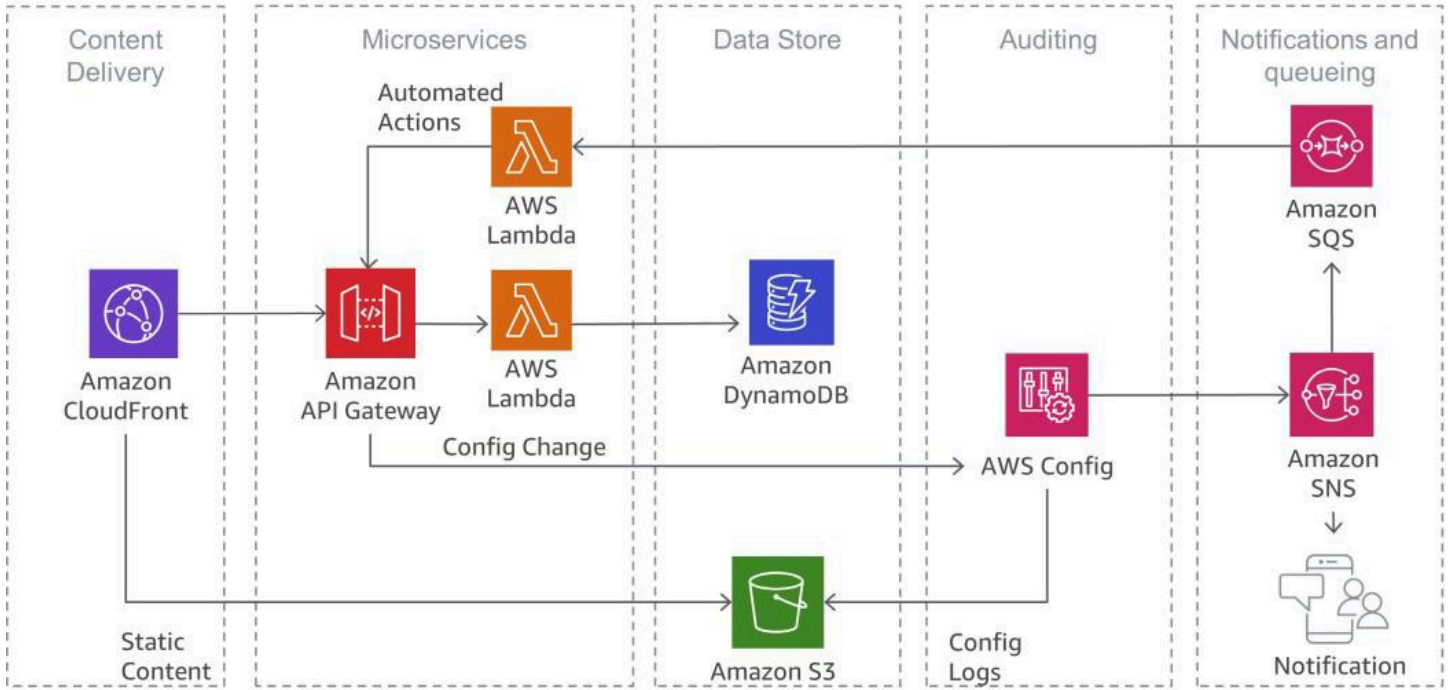 Content
Delivery
Microservices
Data Store
Auditing
Notifications and
queueing
Automated
Actions
AWS
Lambda
Amazon
SQS
Amazon
CloudFront
Amazon
API Gateway
AWS
Lambda
Amazon
DynamoDB
Config Change
AWS Config
Amazon
SNS
Static
Content
Amazon S3
Config
Logs
Notification